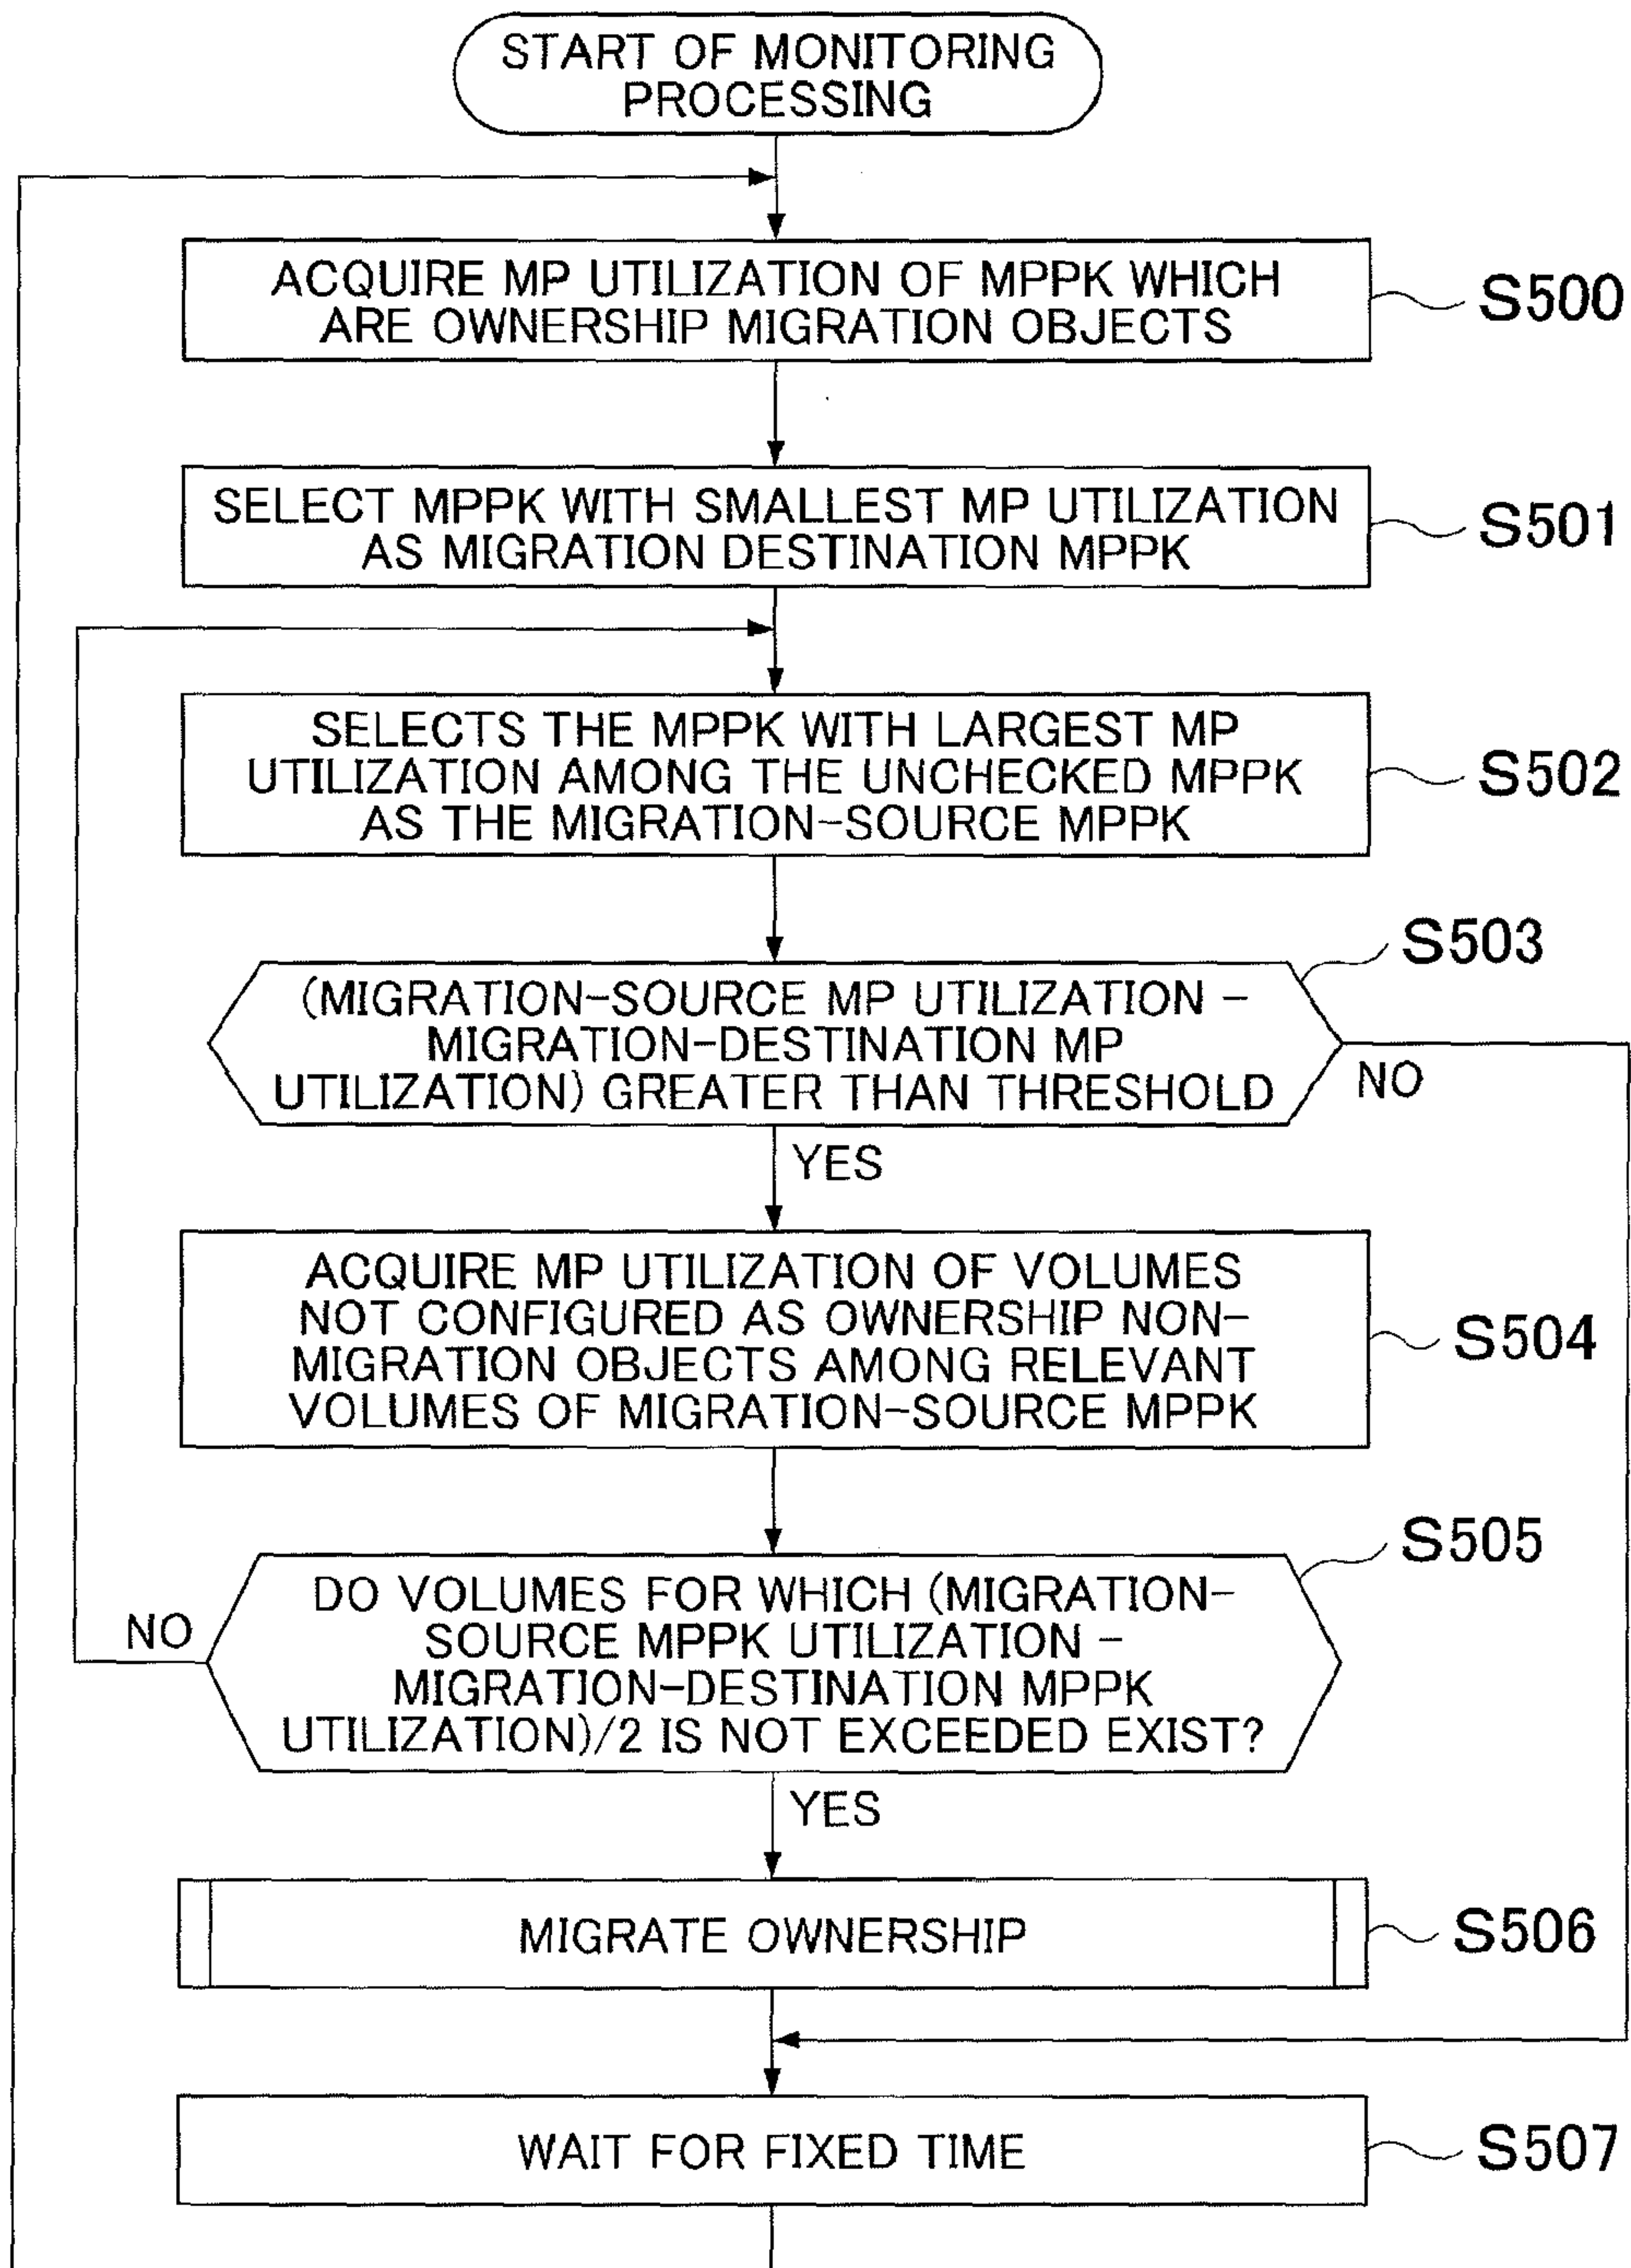 START OF MONITORING
PROCESSING
ACQUIRE MP UTILIZATION OF MPPK WHICH
ARE OWNERSHIP MIGRATION OBJECTS
S500
SELECT MPPK WITH SMALLEST MP UTILIZATION
AS MIGRATION DESTINATION MPPK
S501
SELECTS THE MPPK WITH LARGEST MP
UTILIZATION AMONG THE UNCHECKED MPPK
AS THE MIGRATION-SOURCE MPPK
S502
S503
(MIGRATION-SOURCE MP UTILIZATION -
MIGRATION-DESTINATION MP
UTILIZATION) GREATER THAN THRESHOLD
NO
YES
ACQUIRE MP UTILIZATION OF VOLUMES
NOT CONFIGURED AS OWNERSHIP NON-
MIGRATION OBJECTS AMONG RELEVANT
VOLUMES OF MIGRATION-SOURCE MPPK
S504
S505
DO VOLUMES FOR WHICH (MIGRATION-
SOURCE MPPK UTILIZATION -
MIGRATION-DESTINATION MPPK
UTILIZATION)/2 IS NOT EXCEEDED EXIST?
NO
YES
MIGRATE OWNERSHIP
S506
WAIT FOR FIXED TIME
S507